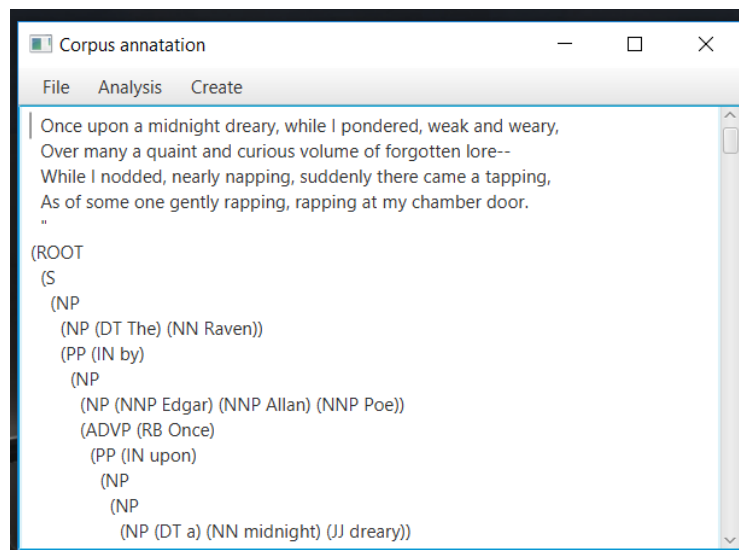 Corpus annatation
File Analysis Create
Once upon a midnight dreary, while I pondered, weak and weary,
Over many a quaint and curious volume of forgotten lore--
While I nodded, nearly napping, suddenly there came a tapping,
As of some one gently rapping, rapping at my chamber door.
"
(ROOT
(S
(NP
(NP (DT The) (NN Raven))
(PP (IN by)
(NP
(NP (NNP Edgar) (NNP Allan) (NNP Poe))
(ADVP (RB Once)
(PP (IN upon)
(NP
(NP
(NP (DT a) (NN midnight) (JJ dreary))